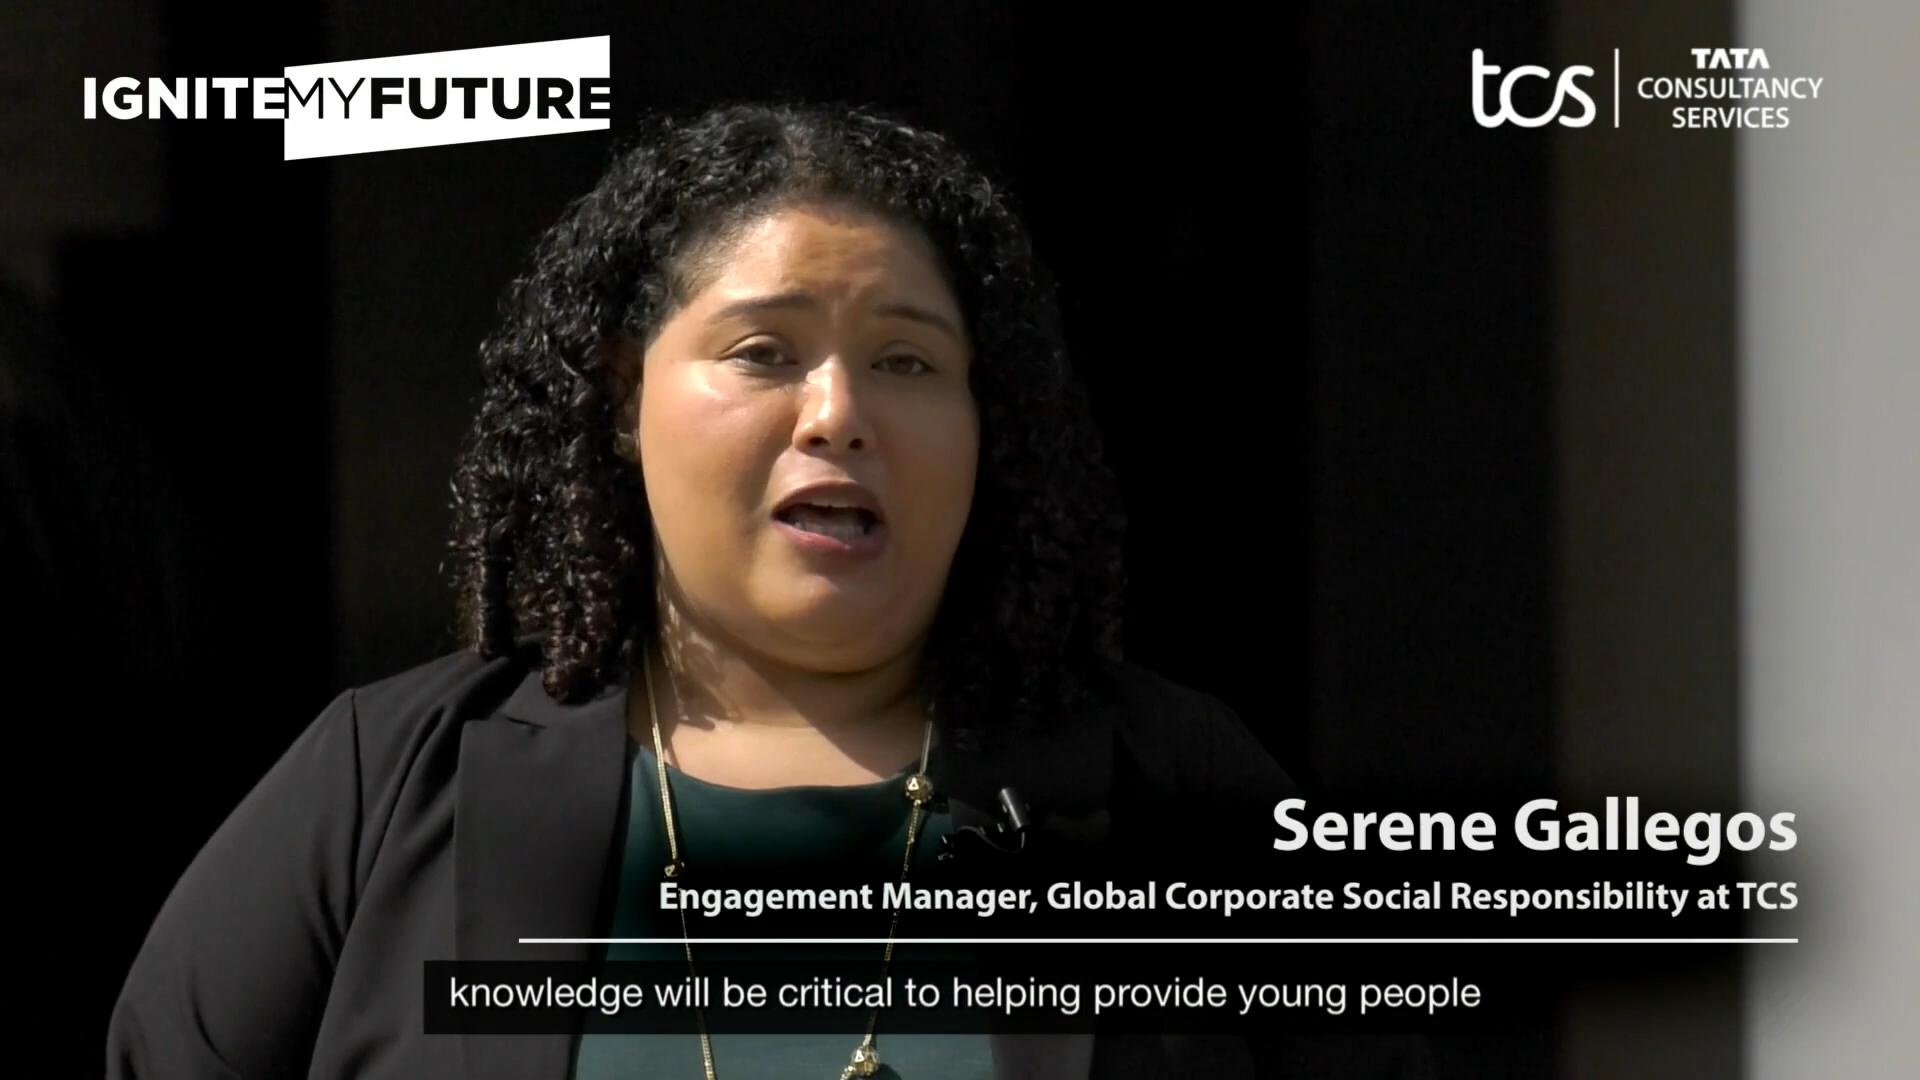 IGNITEMYFUTURE
tcs
TATA
CONSULTANCY
SERVICES
Serene Gallegos
Engagement Manager, Global Corporate Social Responsibility at TCS
knowledge will be critical to helping provide young people